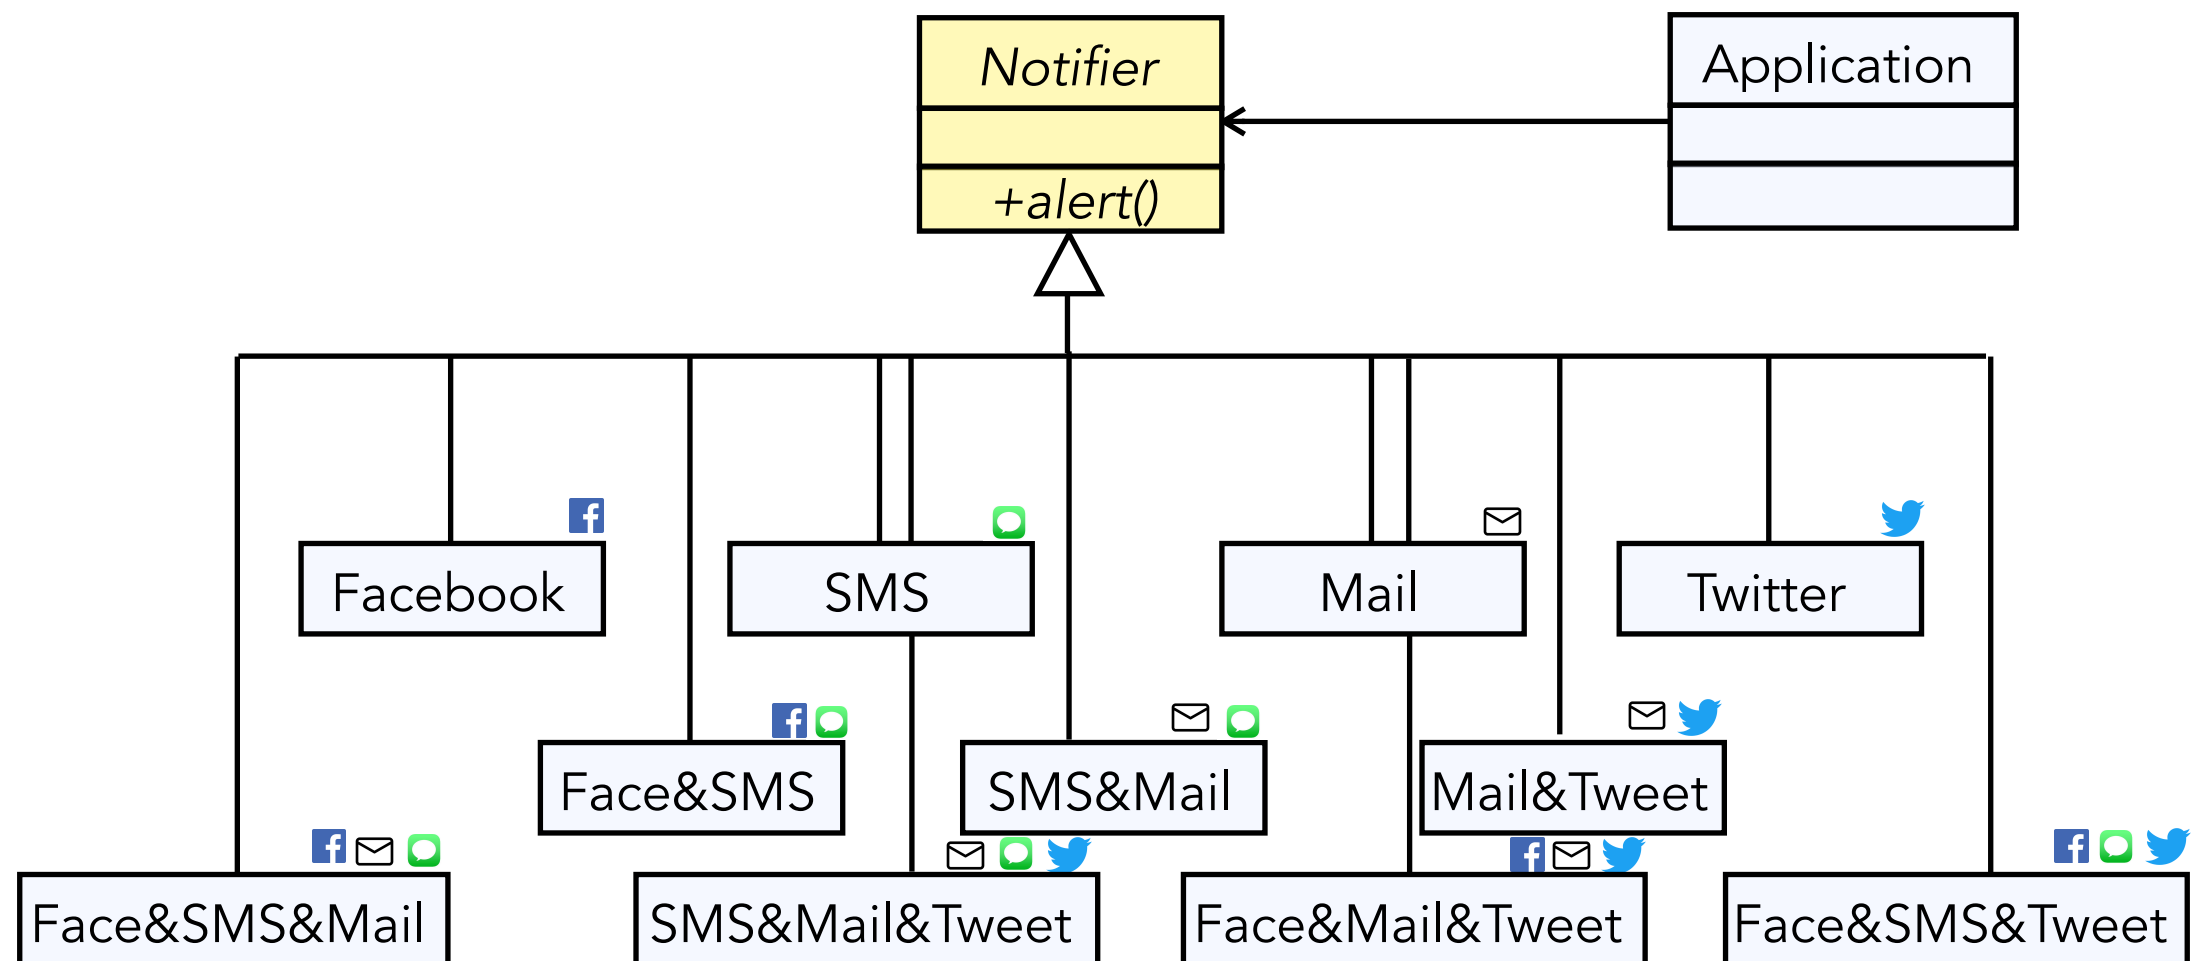 Notifier
Application
+alert()
Facebook
SMS
Mail
Twitter
Face&SMS
SMS&Mail
Mail&Tweet
Face&SMS&Mail
SMS&Mail&Tweet
Face&Mail&Tweet
Face&SMS&Tweet